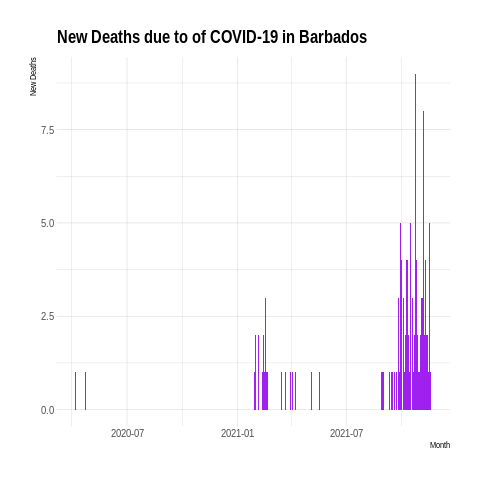 New Deaths due to of COVID-19 in Barbados
New Deaths
7.5
5.0
2.5
0.0
2020-07
2021-01
2021-07
Month